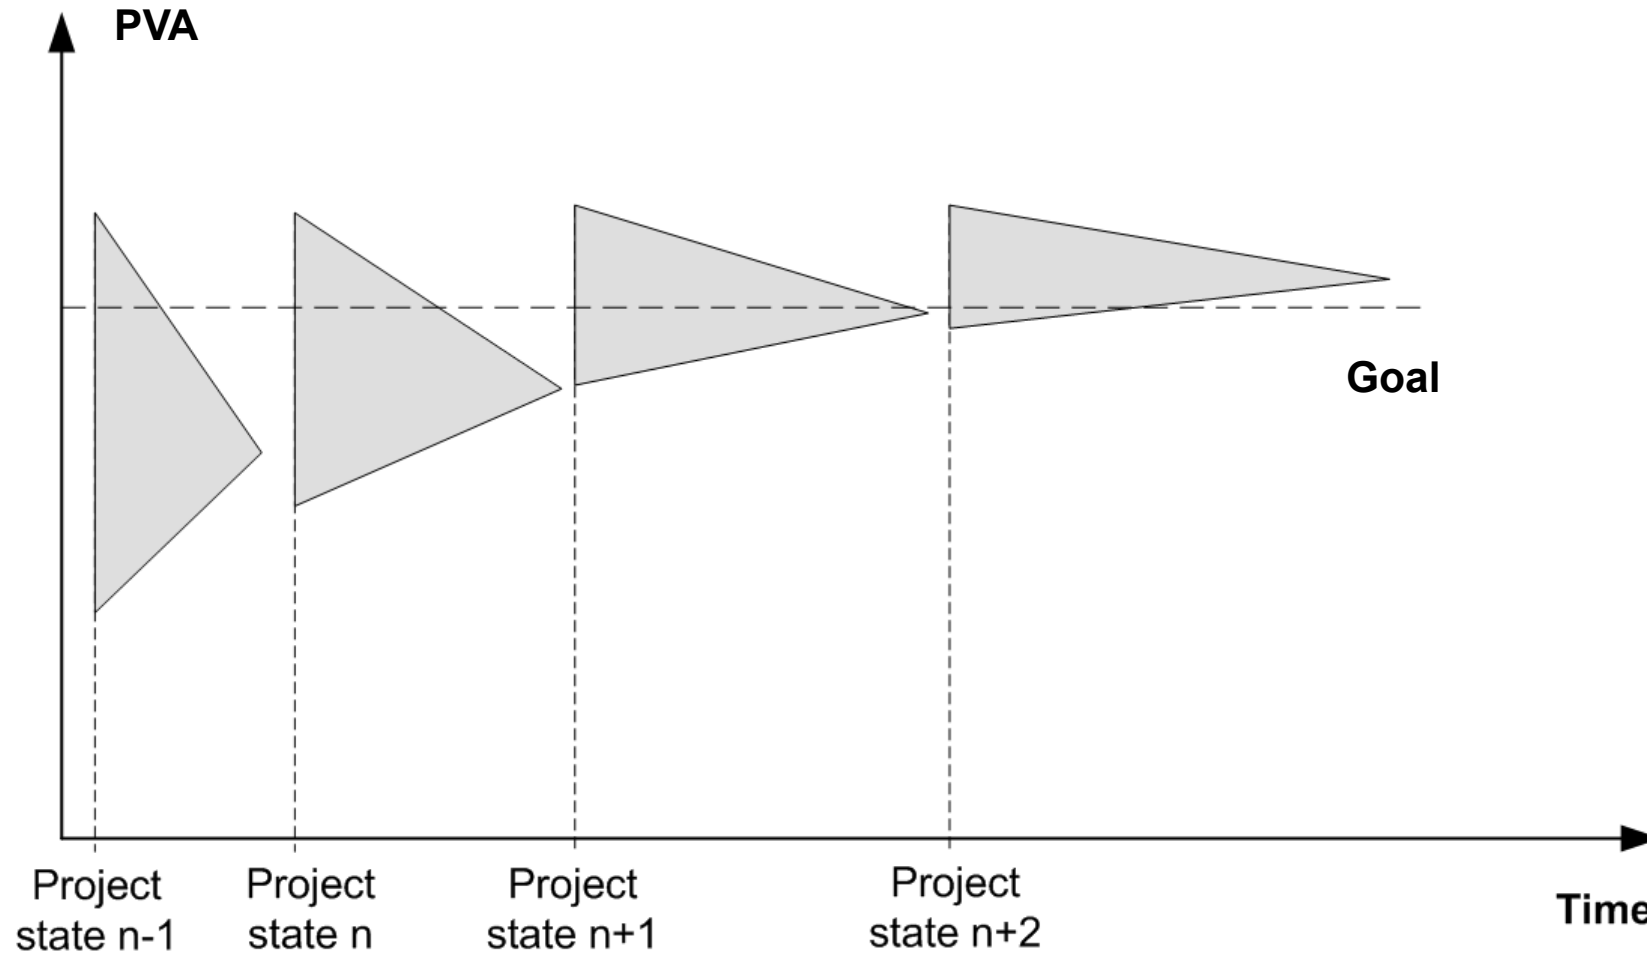 PVA
Goal
Project
state n-1
Project
state n
Project
state n+1
Project
state n+2
Time